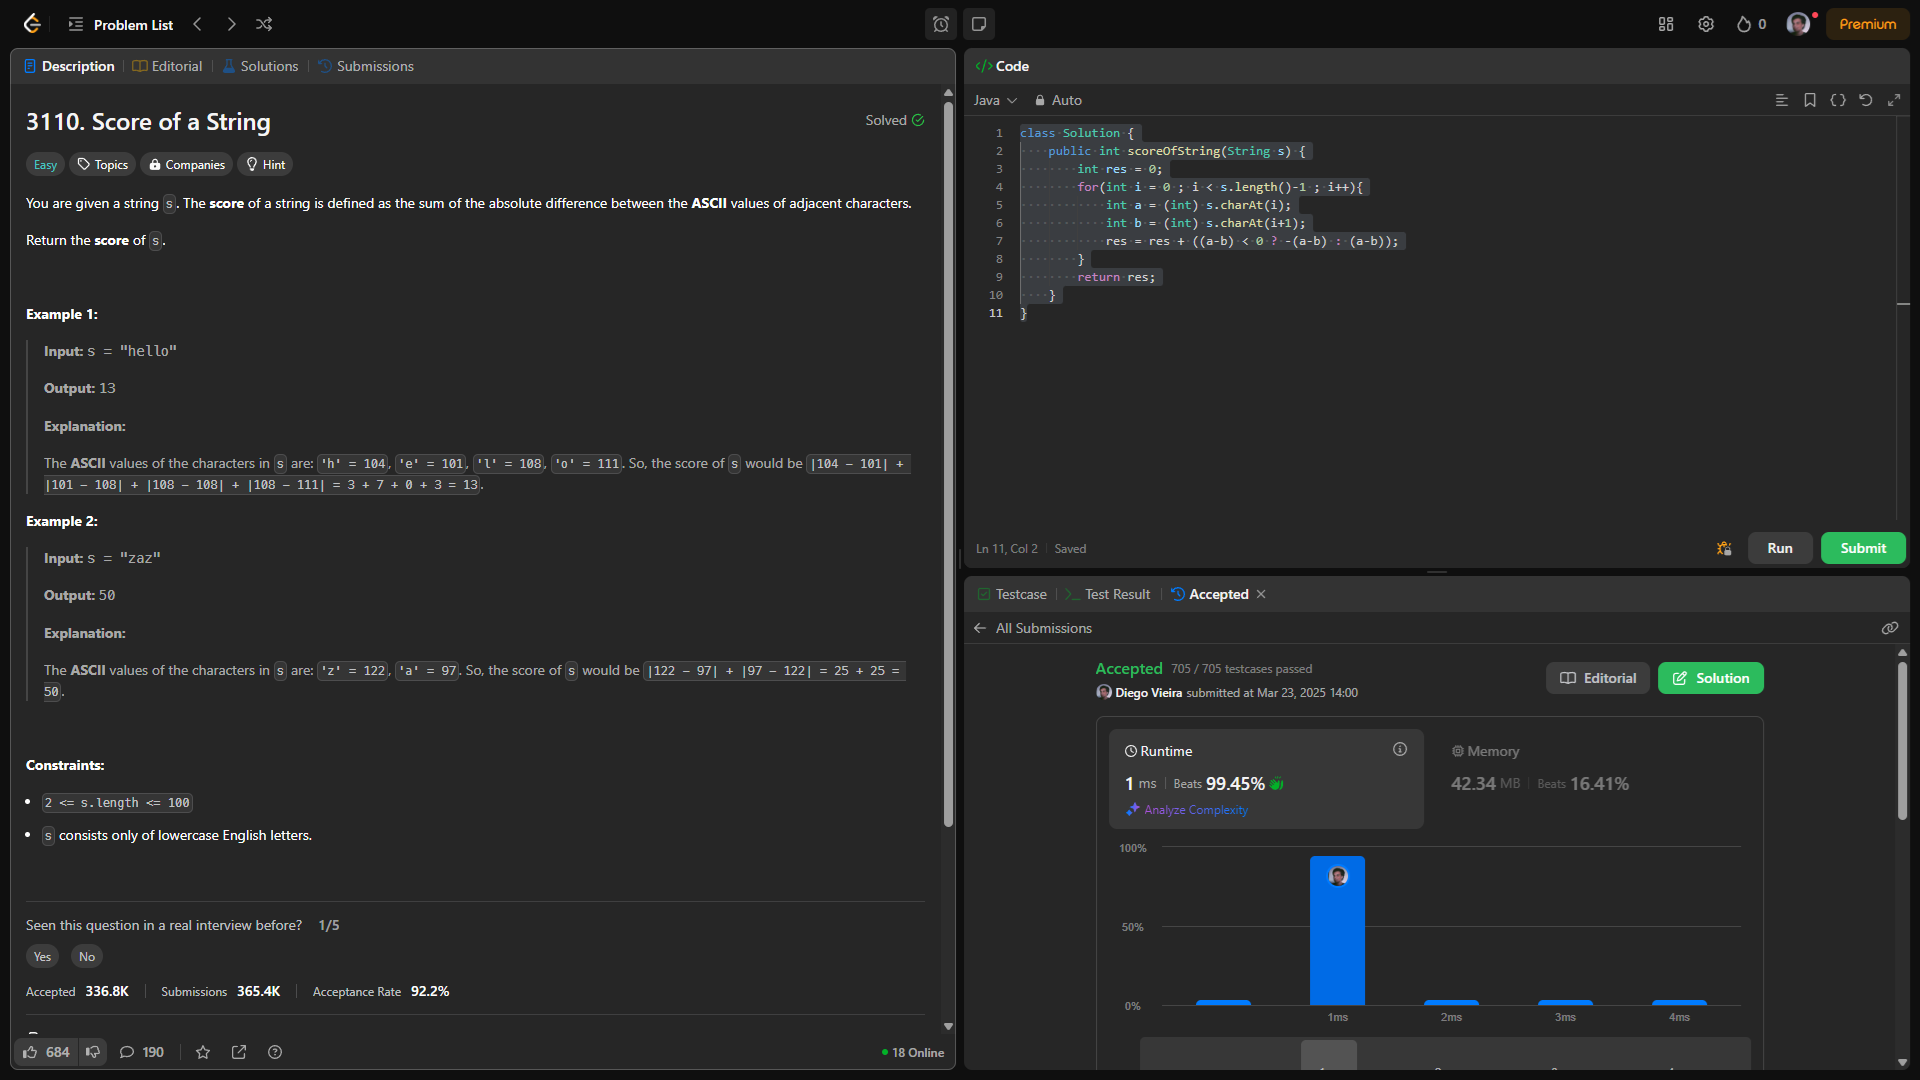 Problem List
0
Premium
Description
Editorial
Solutions
Submissions
3110. Score of a String
Solved
Easy
Topics
Companies
Hint
You are given a string s. The score of a string is defined as the sum of the absolute difference between the ASCII values of adjacent characters.
Return the score of s.
Example 1:
Input: s = "hello"
Output: 13
Explanation:
The ASCII values of the characters in s are: 'h' = 104, 'e' = 101, 'l' = 108, 'o' = 111. So, the score of s would be |104 - 101| +
|101 - 108| + |108 - 108| + |108 - 111| = 3 + 7 + 0 + 3 = 13.
Example 2:
Input: s = "zaz"
Output: 50
Explanation:
The ASCII values of the characters in s are: 'z' = 122, 'a' = 97. So, the score of s would be |122 - 97| + |97 - 122| = 25 + 25 =
50.
Constraints:
2 <= s.length <= 100
s consists only of lowercase English letters.
Seen this question in a real interview before? 1/5
Yes
No
Accepted 336.8K
Submissions 365.4K
Acceptance Rate 92.2%
684
190
18 Online
</> Code
Java
Auto
1 class Solution {
2 public int scoreOfString(String s) {
3 int res = 0;
4 for(int i = 0 ; i < s.length()-1 ; i++){
5 int a = (int) s.charAt(i);
6 int b = (int) s.charAt(i+1);
7 res = res + ((a-b) < 0 ? -(a-b) : (a-b));
8 }
9 return res;
10 }
11 }
Ln 11, Col 2
Saved
Run
Submit
Testcase
Test Result
Accepted
All Submissions
Accepted 705 / 705 testcases passed
Diego Vieira submitted at Mar 23, 2025 14:00
Editorial
Solution
Runtime
1 ms
Beats 99.45%
Analyze Complexity
Memory
42.34 MB
Beats 16.41%
100%
50%
0%
1ms
2ms
3ms
4ms